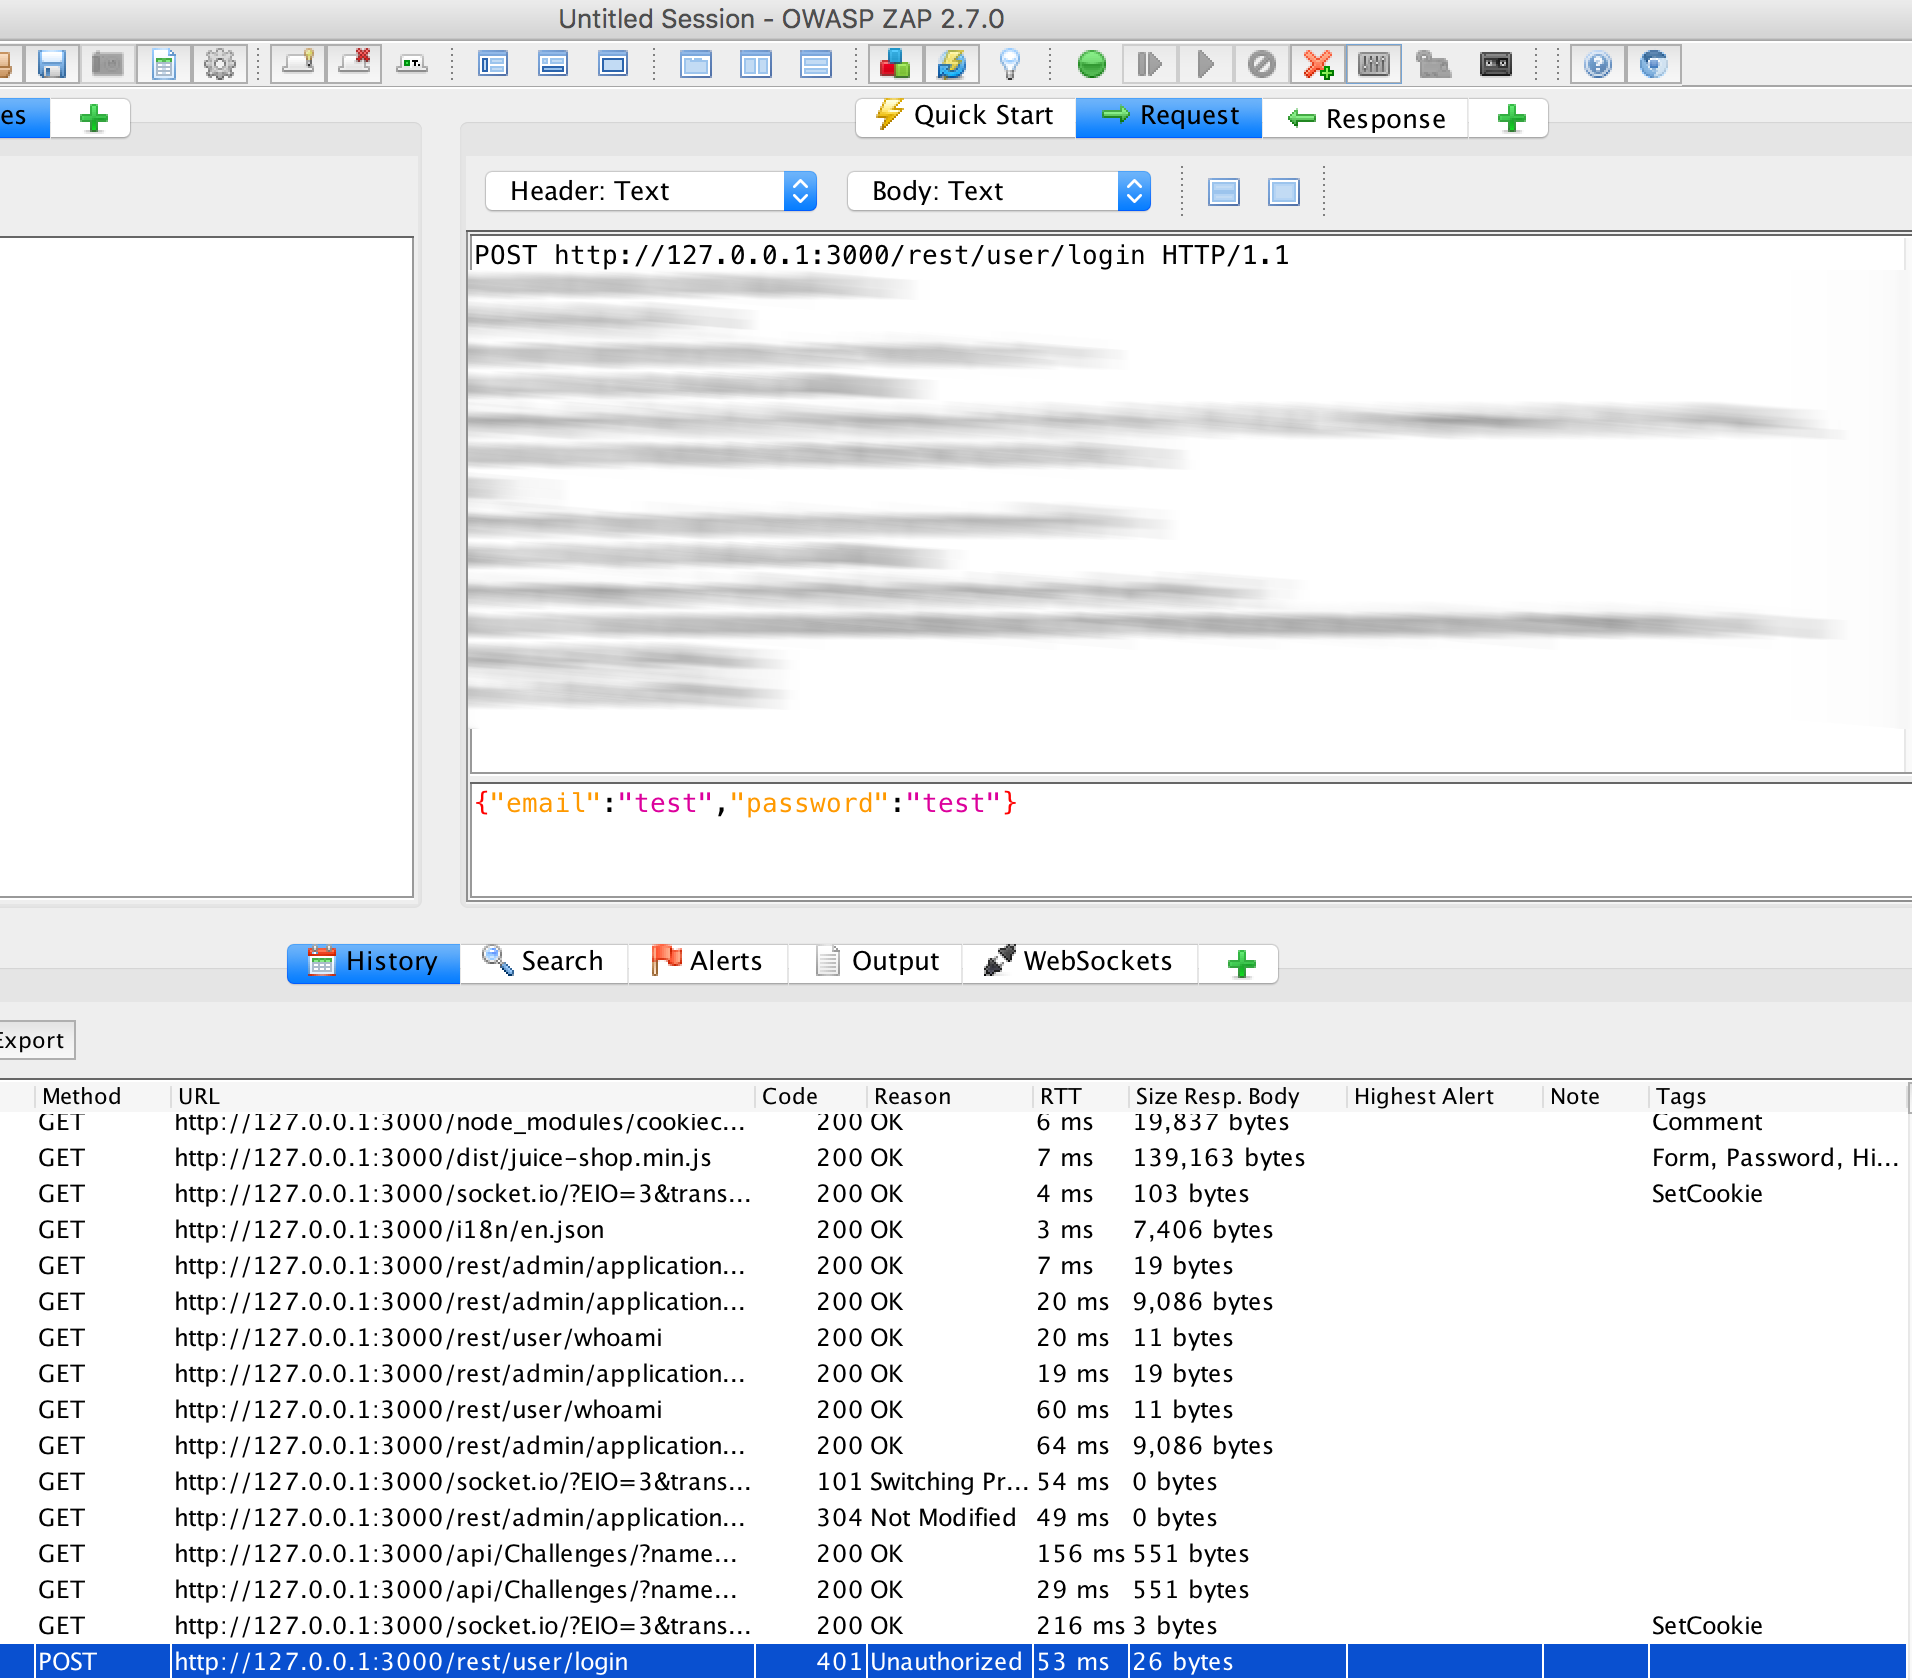 Untitled Session - OWASP ZAP 2.7.0
es
Quick Start Request Response
Header: Text Body: Text
POST http://127.0.0.1:3000/rest/user/login HTTP/1.1
{"email":"test","password":"test"}
History Search Alerts Output WebSockets
Export
Method URL Code Reason RTT Size Resp. Body Highest Alert Note Tags
GET http://127.0.0.1:3000/node_modules/cookiec... 200 OK 6 ms 19,837 bytes Comment
GET http://127.0.0.1:3000/dist/juice-shop.min.js 200 OK 7 ms 139,163 bytes Form, Password, Hi...
GET http://127.0.0.1:3000/socket.io/?EIO=3&trans... 200 OK 4 ms 103 bytes SetCookie
GET http://127.0.0.1:3000/i18n/en.json 200 OK 3 ms 7,406 bytes
GET http://127.0.0.1:3000/rest/admin/application... 200 OK 7 ms 19 bytes
GET http://127.0.0.1:3000/rest/admin/application... 200 OK 20 ms 9,086 bytes
GET http://127.0.0.1:3000/rest/user/whoami 200 OK 20 ms 11 bytes
GET http://127.0.0.1:3000/rest/admin/application... 200 OK 19 ms 19 bytes
GET http://127.0.0.1:3000/rest/user/whoami 200 OK 60 ms 11 bytes
GET http://127.0.0.1:3000/rest/admin/application... 200 OK 64 ms 9,086 bytes
GET http://127.0.0.1:3000/socket.io/?EIO=3&trans... 101 Switching Pr... 54 ms 0 bytes
GET http://127.0.0.1:3000/rest/admin/application... 304 Not Modified 49 ms 0 bytes
GET http://127.0.0.1:3000/api/Challenges/?name... 200 OK 156 ms 551 bytes
GET http://127.0.0.1:3000/api/Challenges/?name... 200 OK 29 ms 551 bytes
GET http://127.0.0.1:3000/socket.io/?EIO=3&trans... 200 OK 216 ms 3 bytes SetCookie
POST http://127.0.0.1:3000/rest/user/login 401 Unauthorized 53 ms 26 bytes